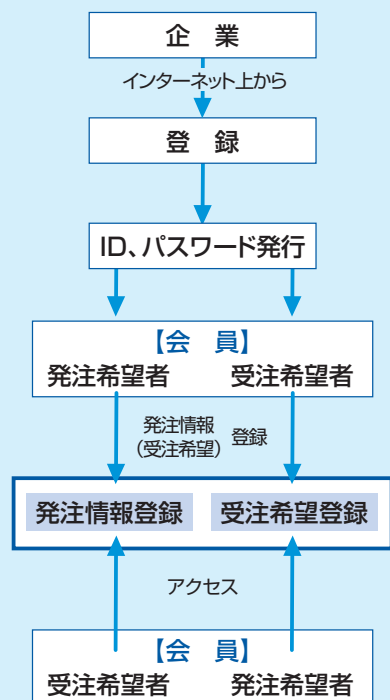 企　業
インターネット上から
登　録
ID、パスワード発行
【会　員】
発注希望者　受注希望者
発注情報
（受注希望）登録
発注情報登録　受注希望登録
アクセス
【会　員】
受注希望者　発注希望者